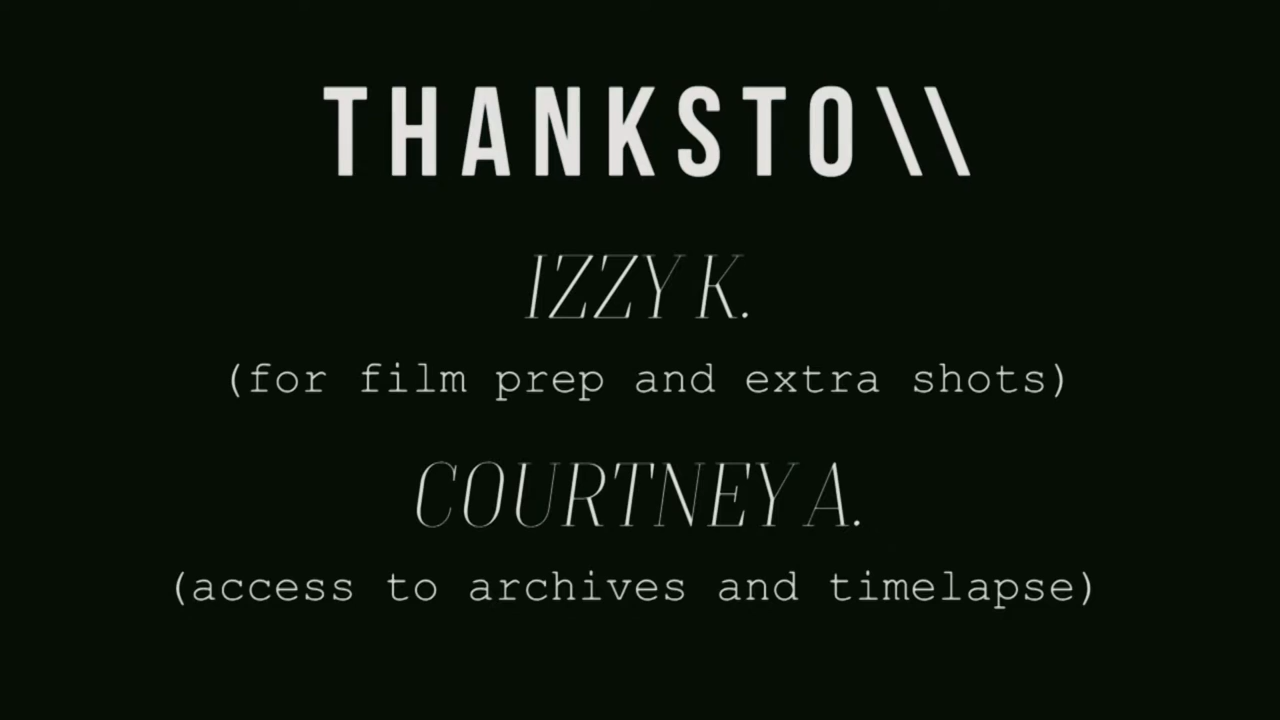 THANKSTO\\
IZZY K.
(for film prep and extra shots)
COURTNEY A.
(access to archives and timelapse)